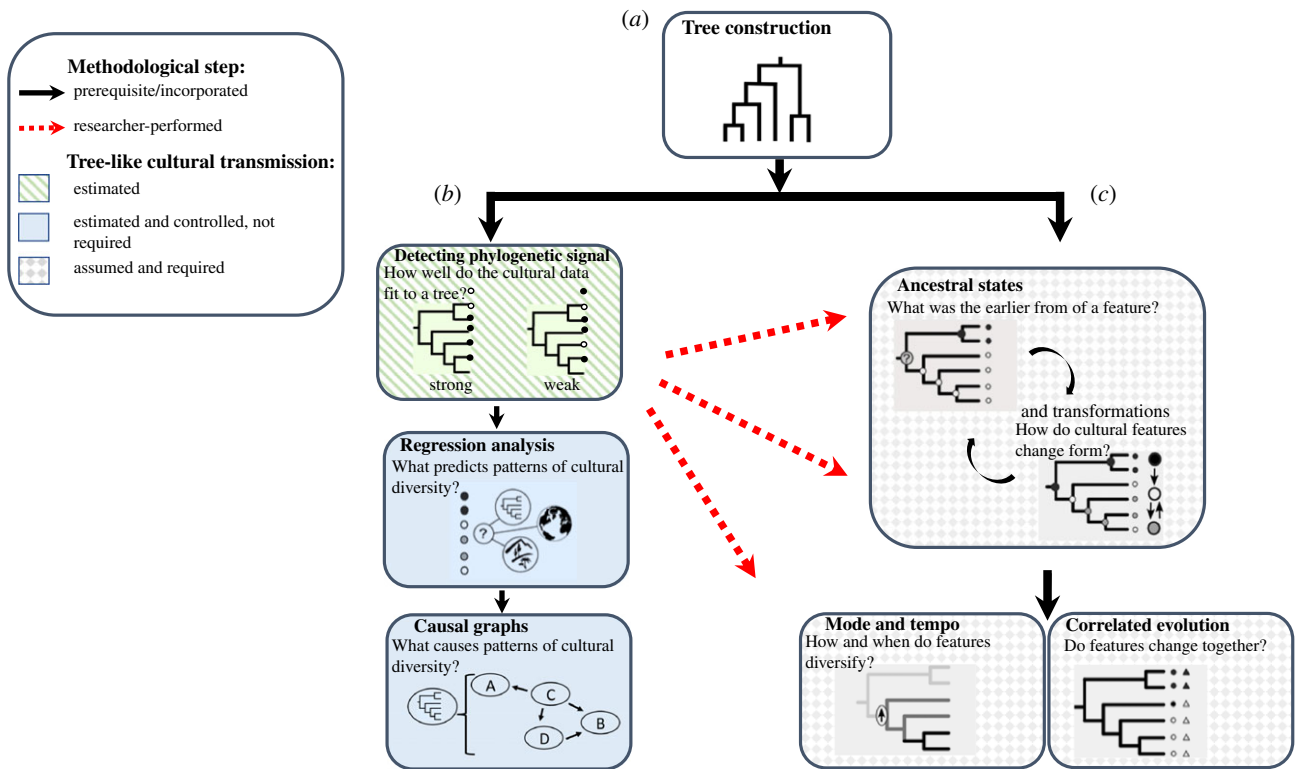 (a)
Tree construction
Methodological step:
prerequisite/incorporated
researcher-performed
Tree-like cultural transmission:
estimated
estimated and controlled, not
required
assumed and required
(b)
Detecting phylogenetic signal
How well do the cultural data
fit to a tree?
strong
weak
Regression analysis
What predicts patterns of cultural
diversity?
?
Causal graphs
What causes patterns of cultural
diversity?
A
C
B
D
(c)
Ancestral states
What was the earlier from of a feature?
?
and transformations
How do cultural features
change form?
Mode and tempo
How and when do features
diversify?
Correlated evolution
Do features change together?